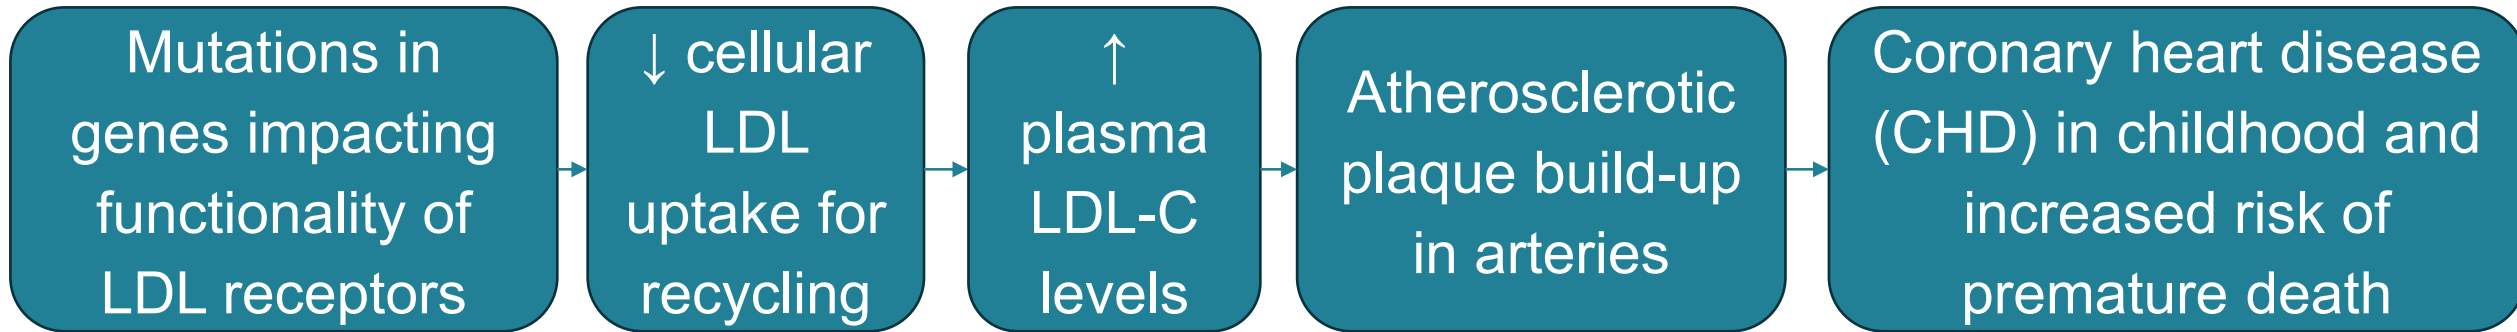 Mutations in
genes impacting
functionality of
LDL receptors
↓ cellular
LDL
uptake for
recycling
↑
plasma
LDL-C
levels
Atherosclerotic
plaque build-up
in arteries
Coronary heart disease
(CHD) in childhood and
increased risk of
premature death